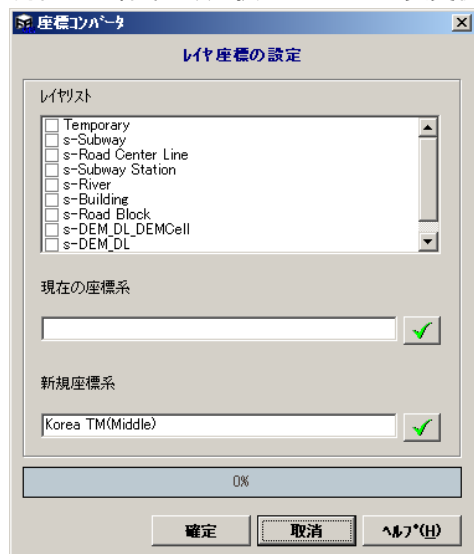 座標コンバータ
レイヤ座標の設定
レイヤリスト
Temporary
s-Subway
s-Road Center Line
s-Subway Station
s-River
s-Building
s-Road Block
s-DEM_DL_DEMCell
s-DEM_DL
現在の座標系
新規座標系
Korea TM(Middle)
0%
確定
取消
ヘルプ(H)